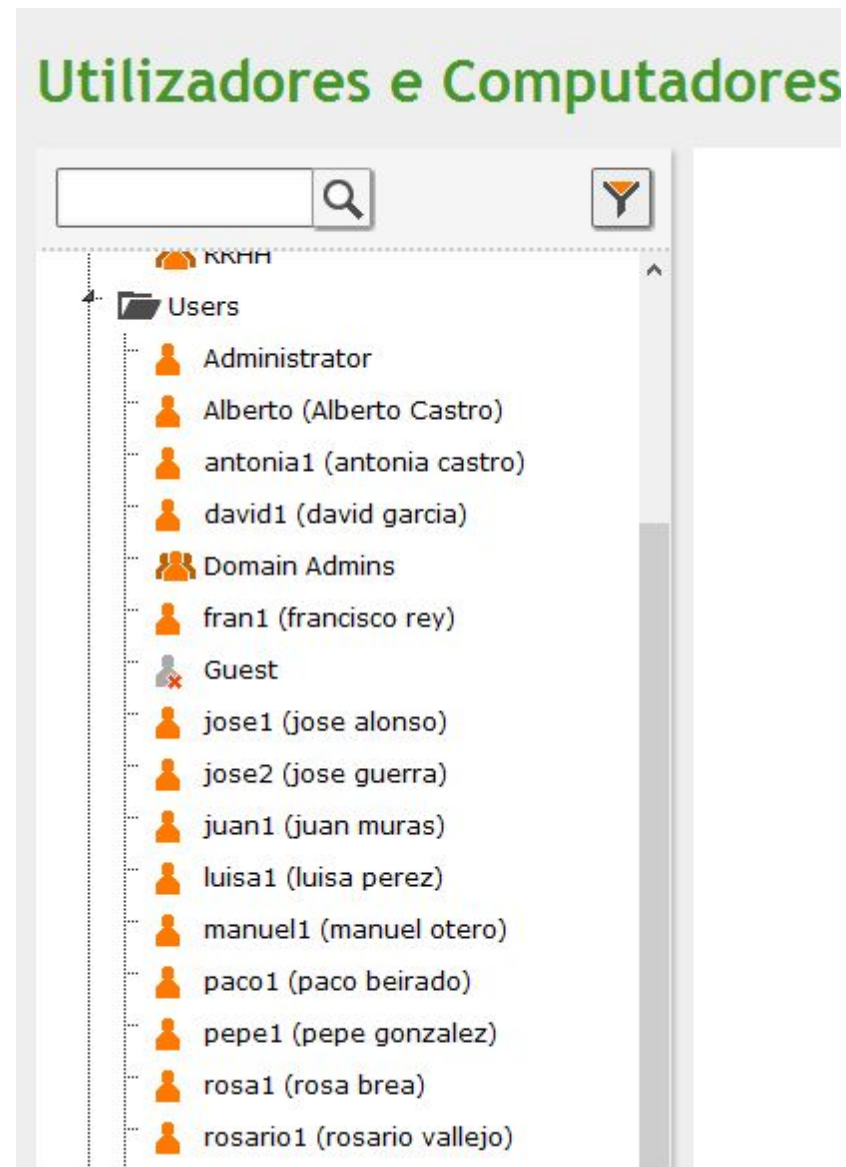 Utilizadores e Computadores
RRHH
Users
Administrator
Alberto (Alberto Castro)
antonia1 (antonia castro)
david1 (david garcia)
Domain Admins
fran1 (francisco rey)
Guest
jose1 (jose alonso)
jose2 (jose guerra)
juan1 (juan muras)
luisa1 (luisa perez)
manuel1 (manuel otero)
paco1 (paco beirado)
pepe1 (pepe gonzalez)
rosa1 (rosa brea)
rosario1 (rosario vallejo)